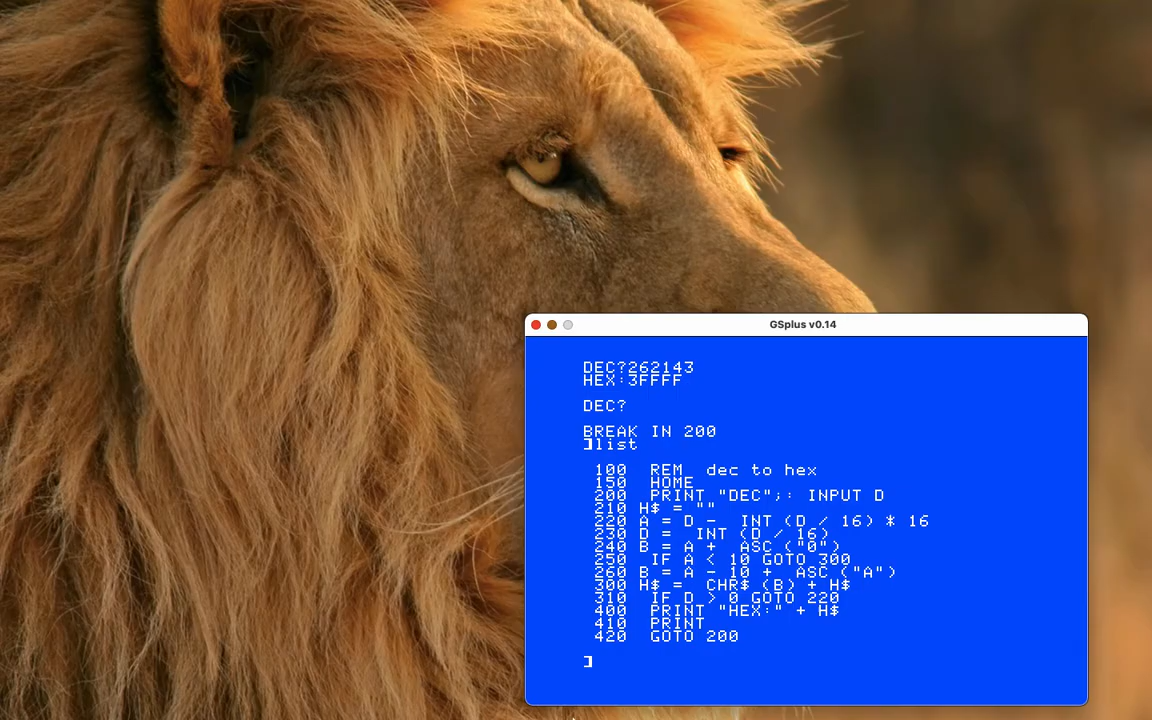 GSplus v0.14
DEC?262143
HEX:3FFFF
DEC?
BREAK IN 200
]list
100  REM  dec to hex
150  HOME
200  PRINT "DEC";: INPUT D
210 H$ = ""
220 A = D -  INT (D / 16) * 16
230 D =  INT (D / 16)
240 B = A +  ASC ("0")
250  IF A < 10 GOTO 300
260 B = A - 10 +  ASC ("A")
300 H$ =  CHR$ (B) + H$
310  IF D > 0 GOTO 220
400  PRINT "HEX:" + H$
410  PRINT
420  GOTO 200
]